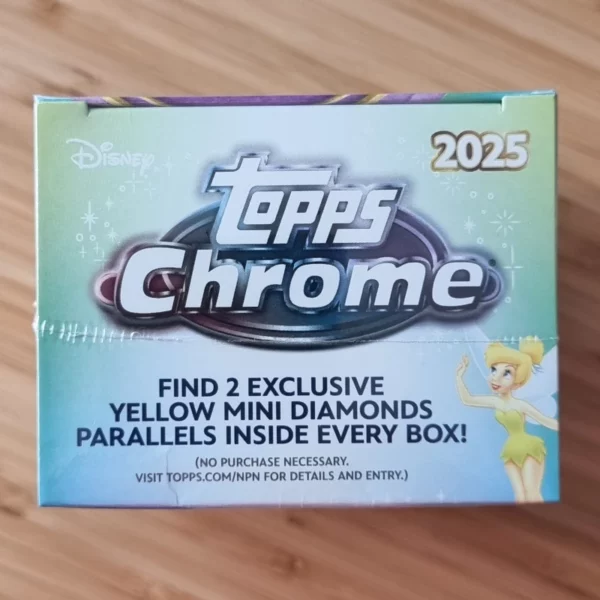 Disney
2025
topps
Chrome
FIND 2 EXCLUSIVE
YELLOW MINI DIAMONDS
PARALLELS INSIDE EVERY BOX!
(NO PURCHASE NECESSARY.
VISIT TOPPS.COM/NPN FOR DETAILS AND ENTRY.)